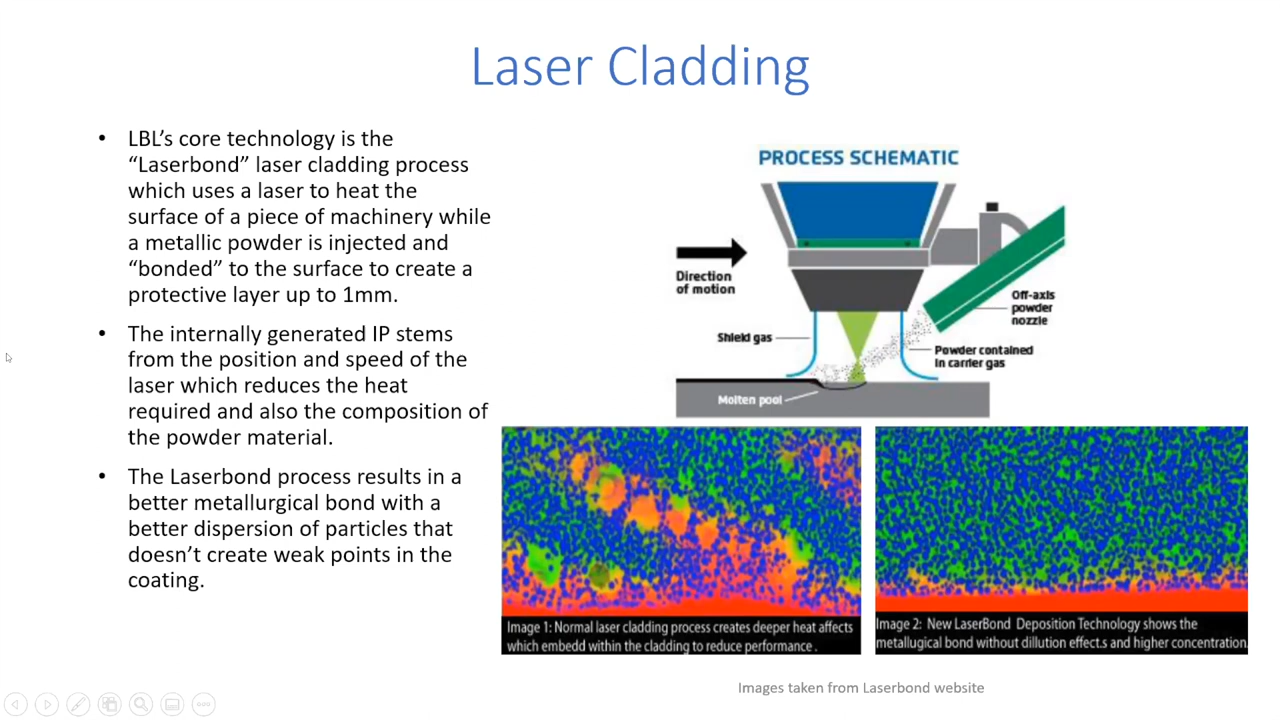 Laser Cladding
• LBL’s core technology is the
“Laserbond” laser cladding process
which uses a laser to heat the
surface of a piece of machinery while
a metallic powder is injected and
“bonded” to the surface to create a
protective layer up to 1mm.
• The internally generated IP stems
from the position and speed of the
laser which reduces the heat
required and also the composition of
the powder material.
• The Laserbond process results in a
better metallurgical bond with a
better dispersion of particles that
doesn’t create weak points in the
coating.
PROCESS SCHEMATIC
Direction
of motion
Off-axis
powder
nozzle
Shield gas
Powder contained
in carrier gas
Molten pool
Image 1: Normal laser cladding process creates deeper heat affects
which embedd within the cladding to reduce performance .
Image 2: New LaserBond Deposition Technology shows the
metallugical bond without dillution effect.s and higher concentration.
Images taken from Laserbond website